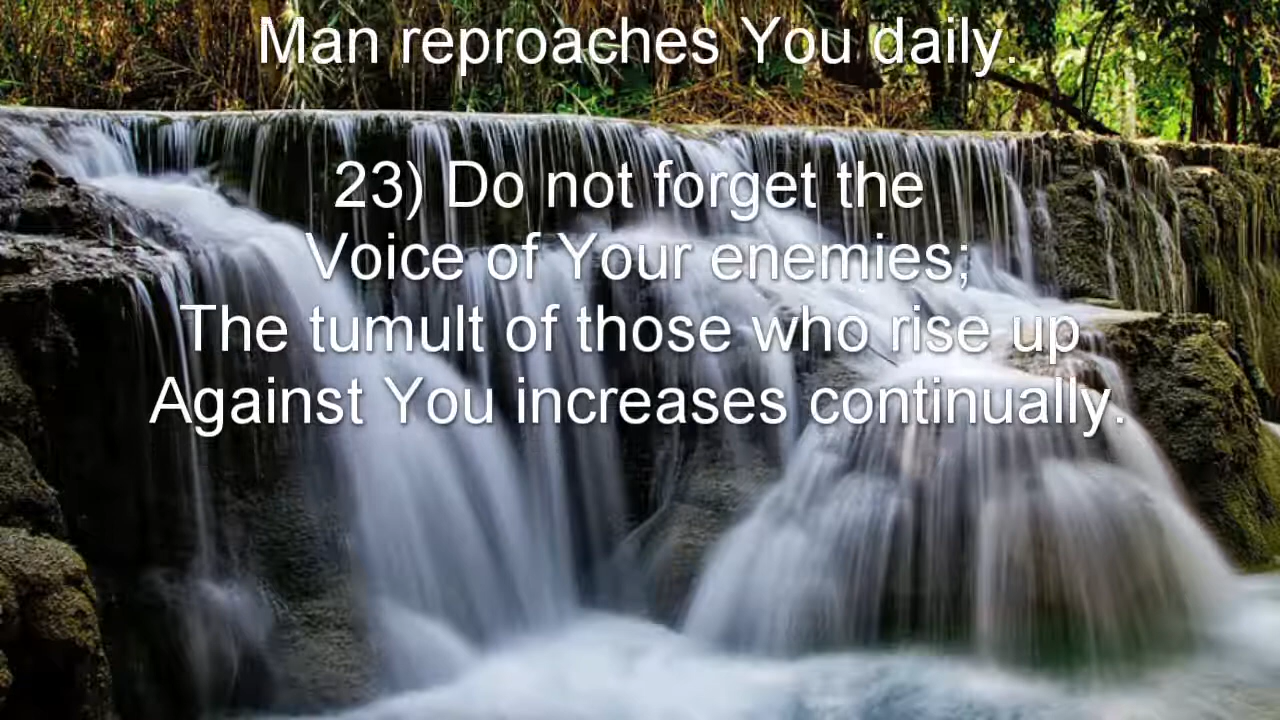 Man reproaches You daily.
23) Do not forget the
Voice of Your enemies;
The tumult of those who rise up
Against You increases continually.